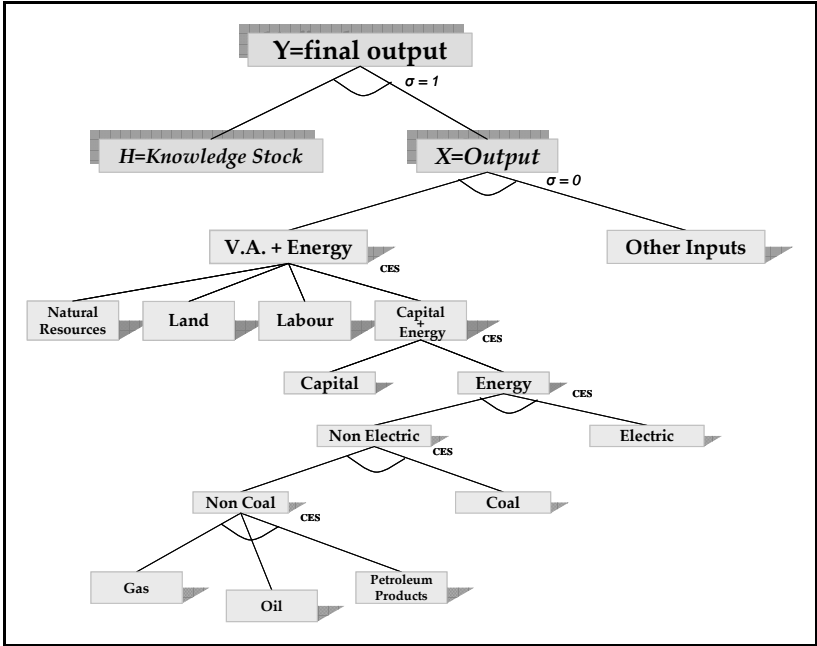 Y=final output
σ = 1
H=Knowledge Stock
X=Output
σ = 0
V.A. + Energy
Other Inputs
CES
Natural
Resources
Land
Labour
Capital
+
Energy
CES
Capital
Energy
CES
Non Electric
Electric
CES
Non Coal
Coal
CES
Gas
Oil
Petroleum
Products